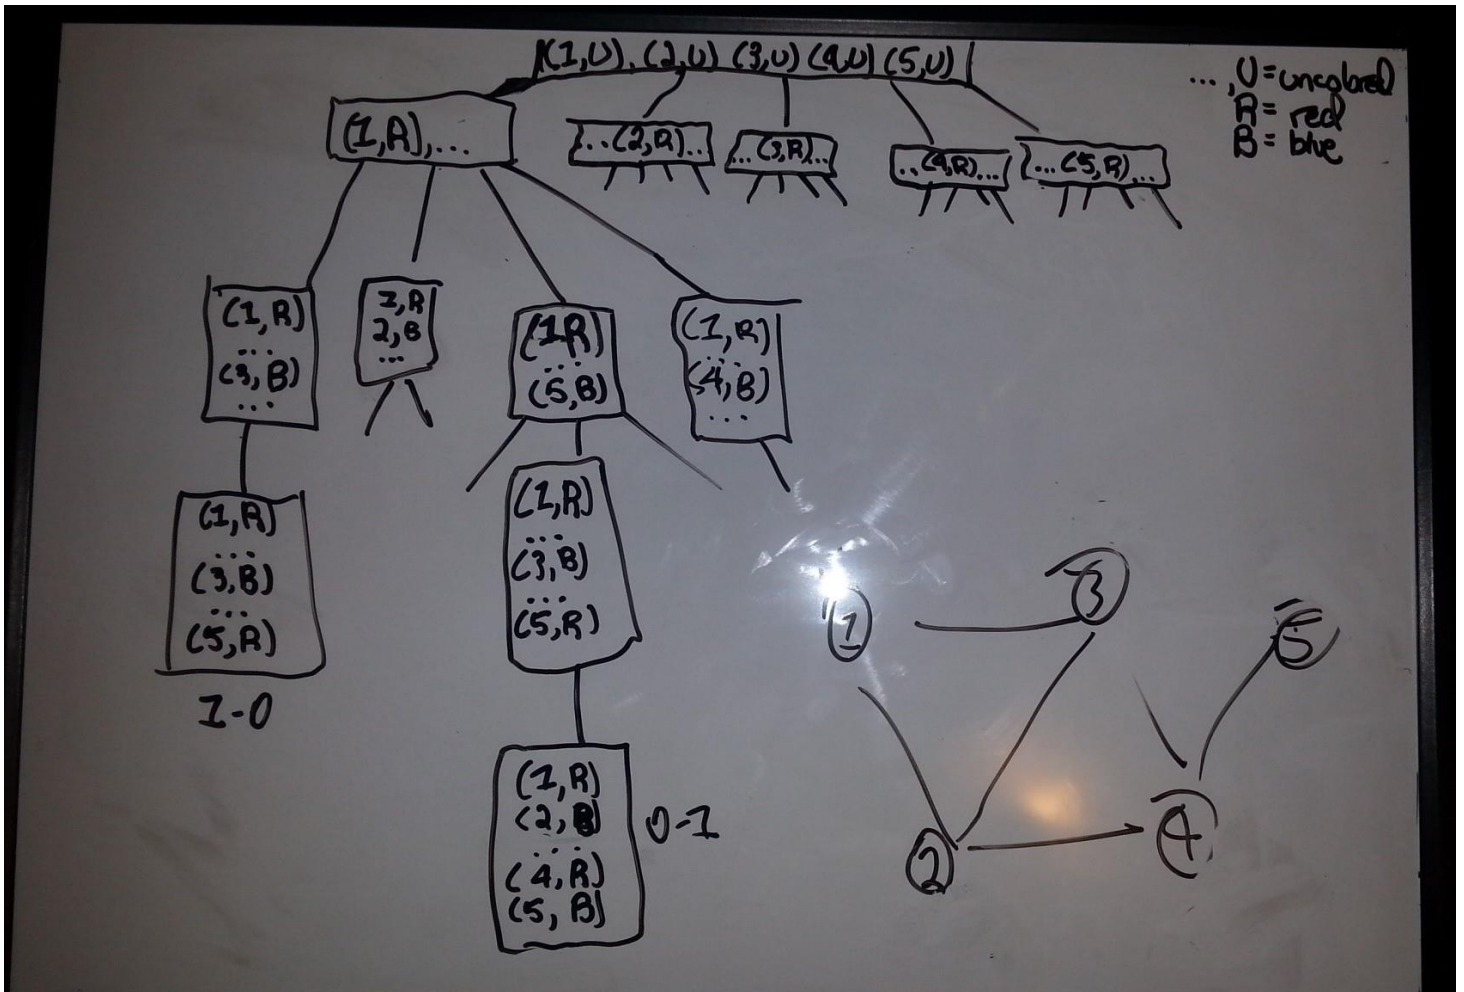 (1,U), (2,U) (3,U) (4,U) (5,U)
..., U = uncolored
R = red
B = blue
(1,R),...
...(2,R)...
...(3,R)...
..(4,R)...
...(5,R)...
(1,R)
...
(3,B)
...
1,R
2,B
...
(1R)
...
(5,B)
(1,R)
...
(4,B)
...
(1,R)
...
(3,B)
...
(5,R)
1-0
(1,R)
...
(3,B)
...
(5,R)
(1,R)
(2,B)
...
(4,R)
(5, B)
0-1
1
3
5
2
4